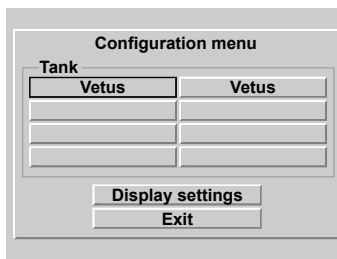 Configuration menu
Tank
Vetus Vetus
Display settings
Exit